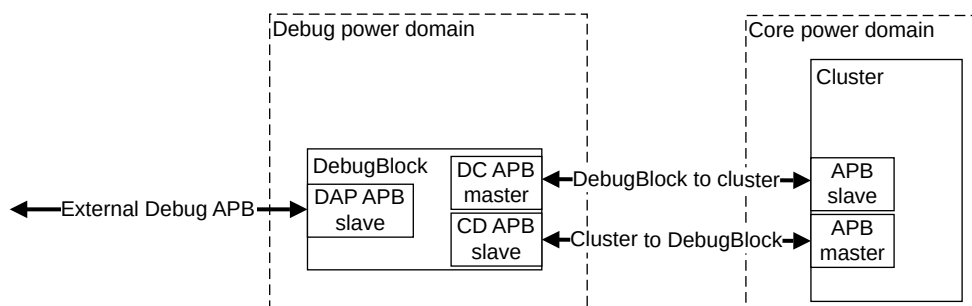 Debug power domain
Core power domain
Cluster
DebugBlock
DC APB
master
DebugBlock to cluster
APB
slave
External Debug APB
DAP APB
slave
CD APB
slave
Cluster to DebugBlock
APB
master